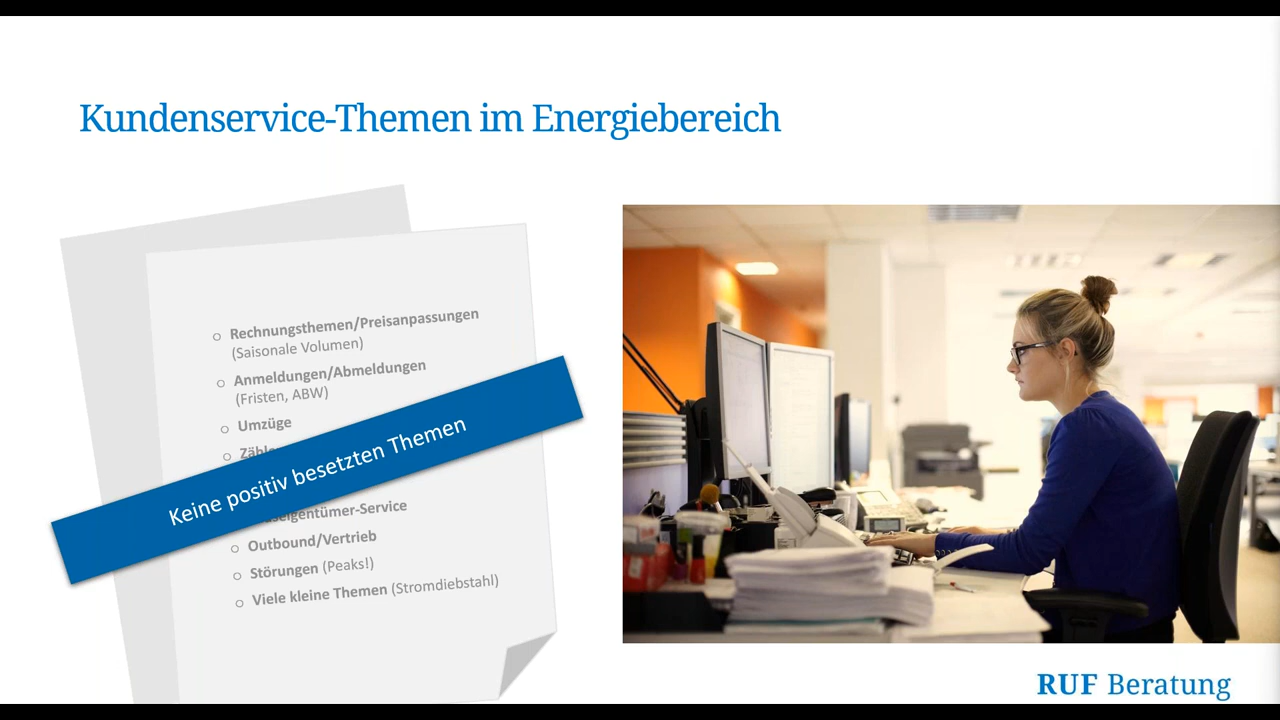 Kundenservice-Themen im Energiebereich
Rechnungsthemen/Preisanpassungen
(Saisonale Volumen)
Anmeldungen/Abmeldungen
(Fristen, ABW)
Umzüge
Keine positiv besetzten Themen
Outbound/Vertrieb
Störungen (Peaks!)
Viele kleine Themen (Stromdiebstahl)
RUF Beratung